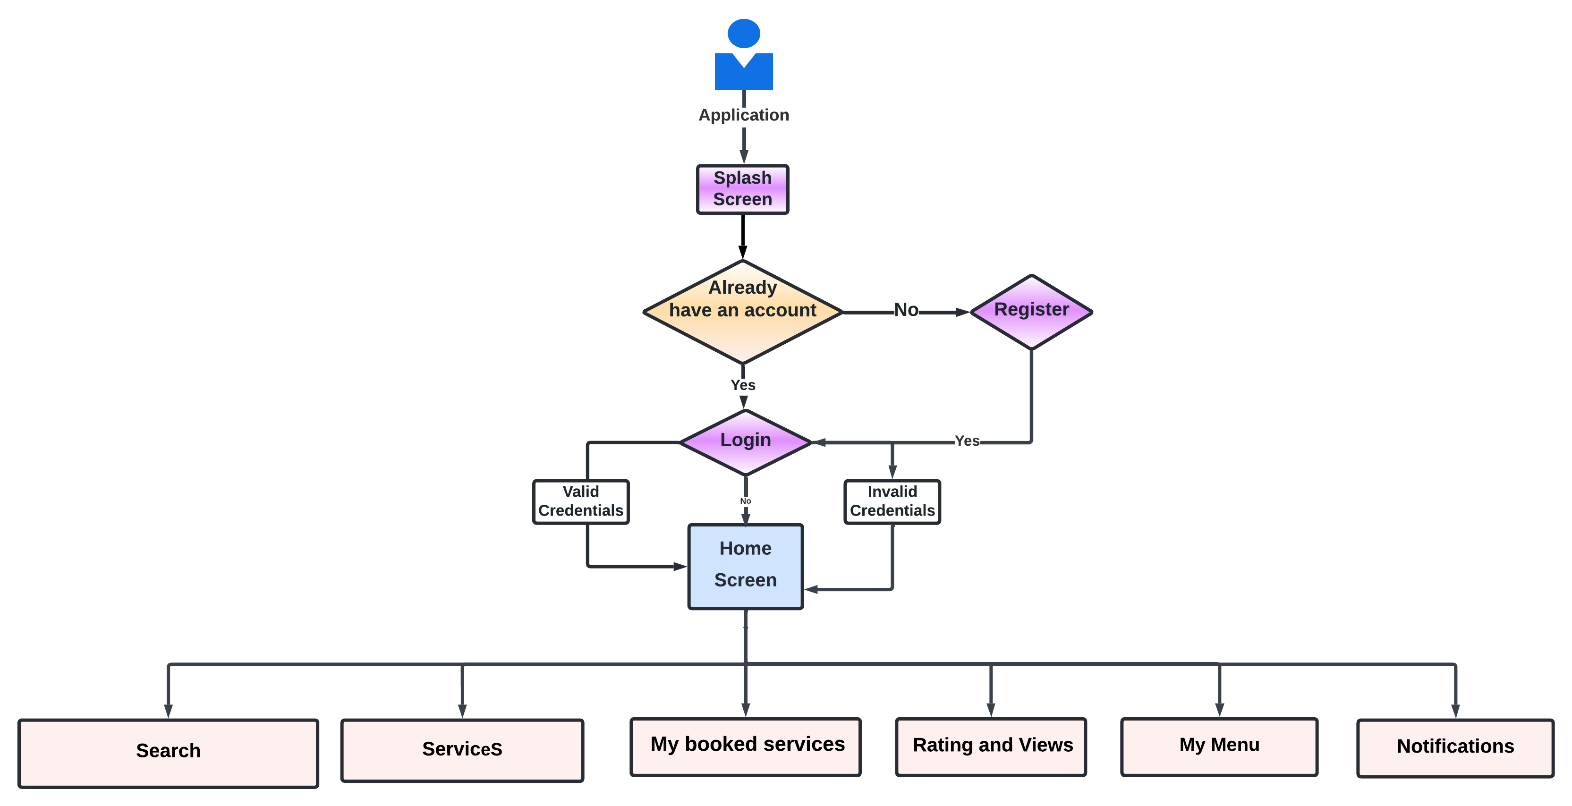 Application
Splash
Screen
Already
have an account
No
Register
Yes
Login
Yes
Valid
Credentials
No
Invalid
Credentials
Home
Screen
Search
ServiceS
My booked services
Rating and Views
My Menu
Notifications